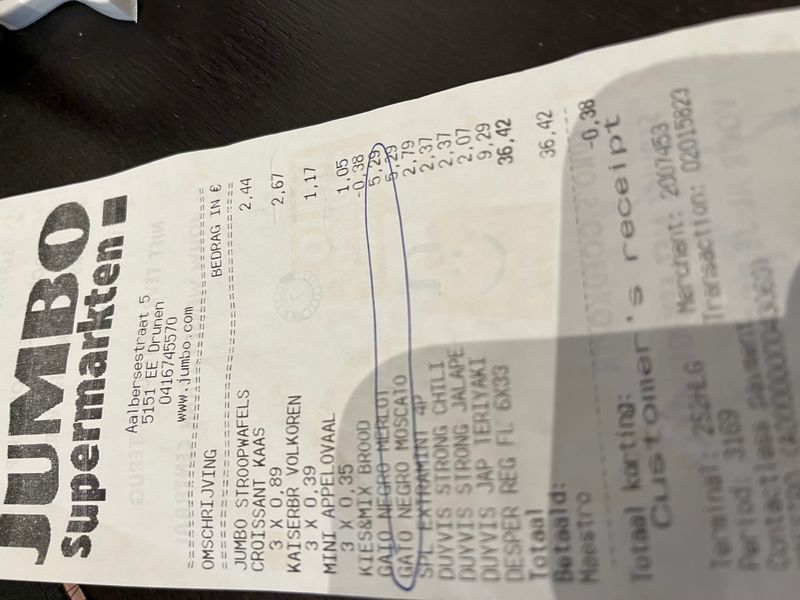 JUMBO
supermarkten
Aalbersestraat 5
5151 EE Drunen
0416745570
www.jumbo.com
OMSCHRIJVING BEDRAG IN €
JUMBO STROOPWAFELS 2,44
CROISSANT KAAS
3 X 0,89 2,67
KAISERBR VOLKOREN
3 X 0,39 1,17
MINI APPELOVAAL
3 X 0,35 1,05
KIES&MIX BROOD -0,38
GATO NEGRO MERLOT 5,29
GATO NEGRO MOSCATO 5,29
SPL EXTRAMINT 4P 2,79
DUYVIS STRONG CHILI 2,37
DUYVIS STRONG JALAPE 2,37
DUYVIS JAP TERIYAKI 2,07
DESPER REG FL 6X33 9,29
Totaal 36,42
Betaald:
Maestro 36,42
Totaal korting: -0,38
Customer's receipt
Terminal: 2S2HLG Merchant: 2007453
Period: 3169 Transaction: 02015823
Contactless payment
(A0000000043060)